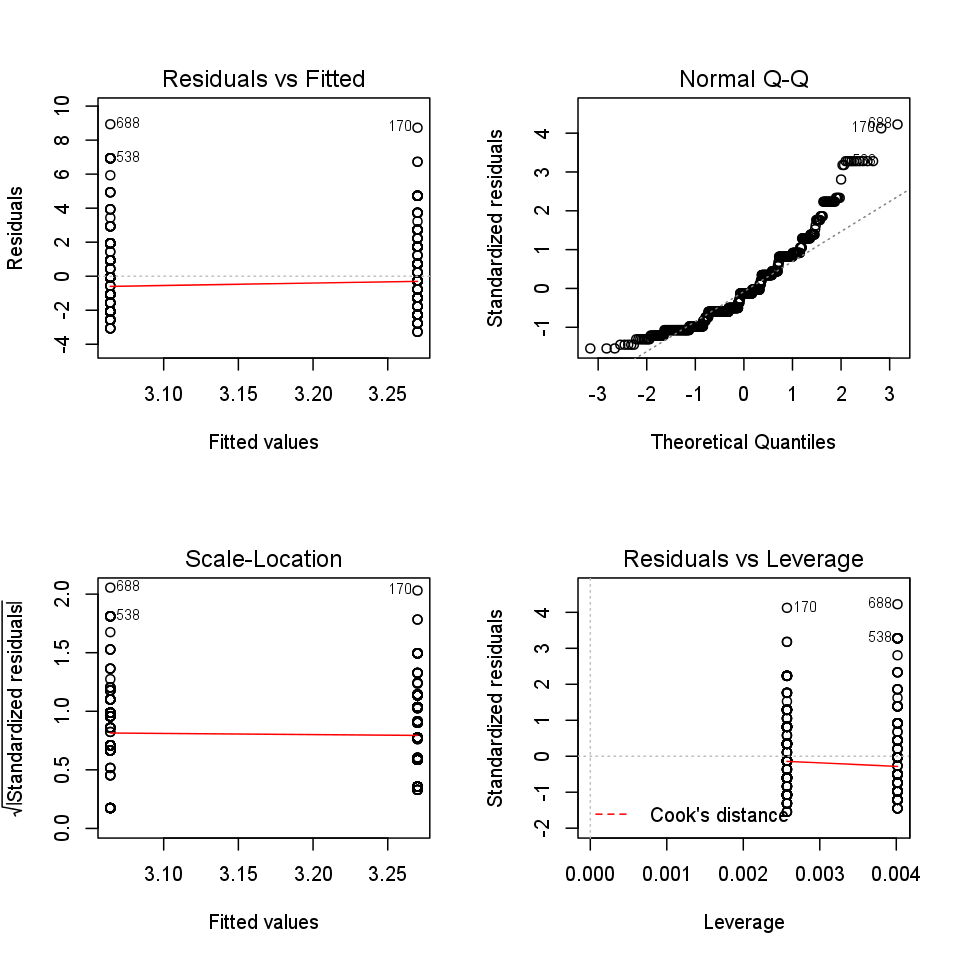 Residuals vs Fitted
Residuals
-4 -2 0 2 4 6 8 10
688
538
170
3.10 3.15 3.20 3.25
Fitted values
Normal Q-Q
Standardized residuals
-1 0 1 2 3 4
170
688
-3 -2 -1 0 1 2 3
Theoretical Quantiles
Scale-Location
√|Standardized residuals|
0.0 0.5 1.0 1.5 2.0
688
538
170
3.10 3.15 3.20 3.25
Fitted values
Residuals vs Leverage
Standardized residuals
-2 -1 0 1 2 3 4
170
688
538
Cook's distance
0.000 0.001 0.002 0.003 0.004
Leverage